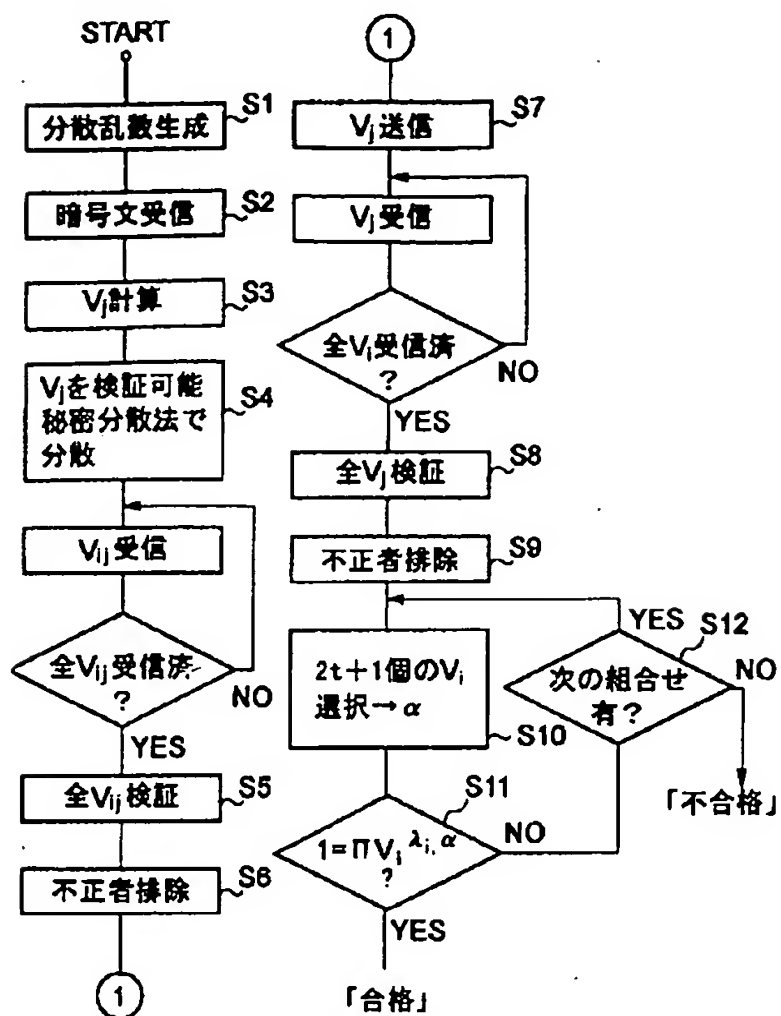 START
分散乱数生成
S1
暗号文受信
S2
Vj計算
S3
Vjを検証可能
秘密分散法で
分散
S4
Vij受信
全Vij受信済
?
NO
YES
全Vij検証
S5
不正者排除
S6
1
1
Vj送信
S7
Vj受信
全Vi受信済
?
NO
YES
全Vj検証
S8
不正者排除
S9
2t+1個のVi
選択→α
S10
1=ΠVi^λi,α
?
S11
NO
YES
「合格」
次の組合せ
有?
S12
YES
NO
「不合格」